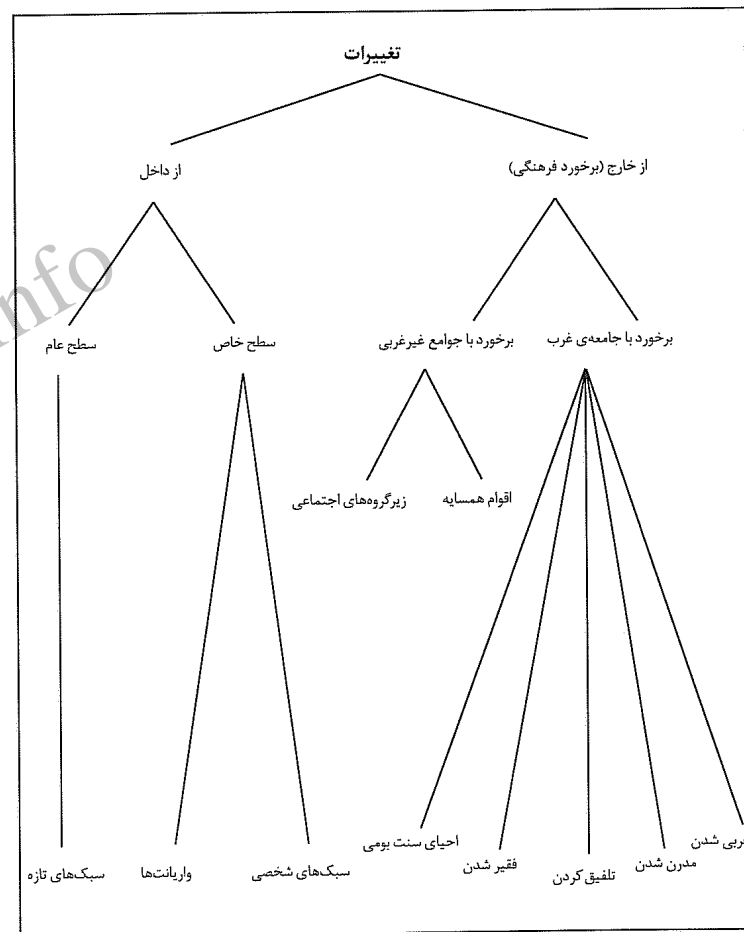 تغییرات
از خارج (برخورد فرهنگی)
از داخل
برخورد با جامعه‌ی غرب
برخورد با جوامع غیرغربی
سطح خاص
سطح عام
اقوام همسایه
زیرگروه‌های اجتماعی
شدن
مدرن شدن
تلفیق کردن
فقیر شدن
احیای سنت بومی
سبک‌های شخصی
واریانت‌ها
سبک‌های تازه
info